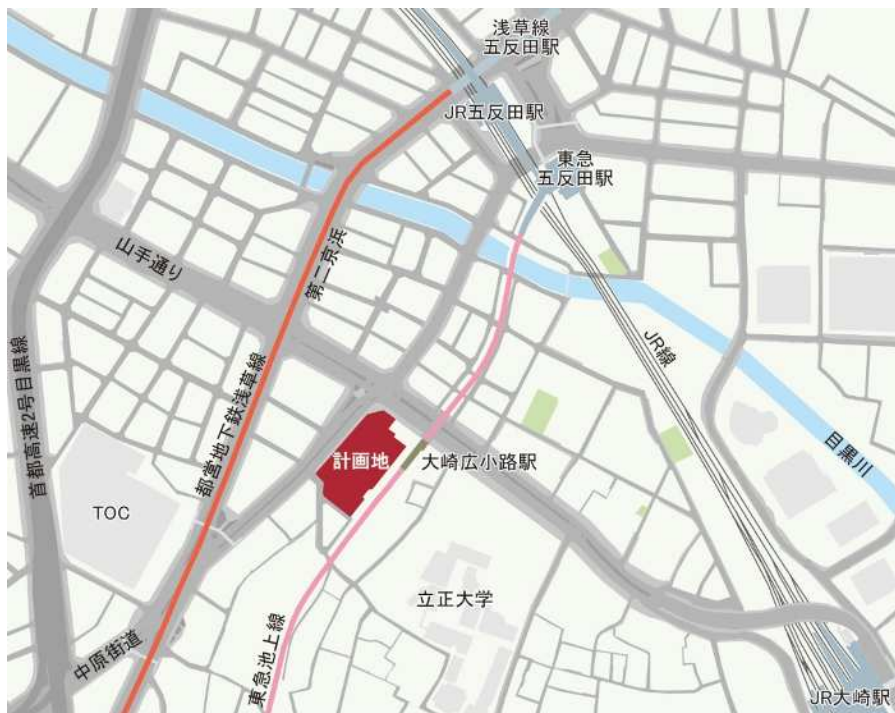 浅草線
五反田駅
JR五反田駅
東急
五反田駅
山手通り
第二京浜
JR線
首都高速2号目黒線
都営地下鉄浅草線
計画地
大崎広小路駅
目黒川
TOC
立正大学
中原街道
東急池上線
JR大崎駅